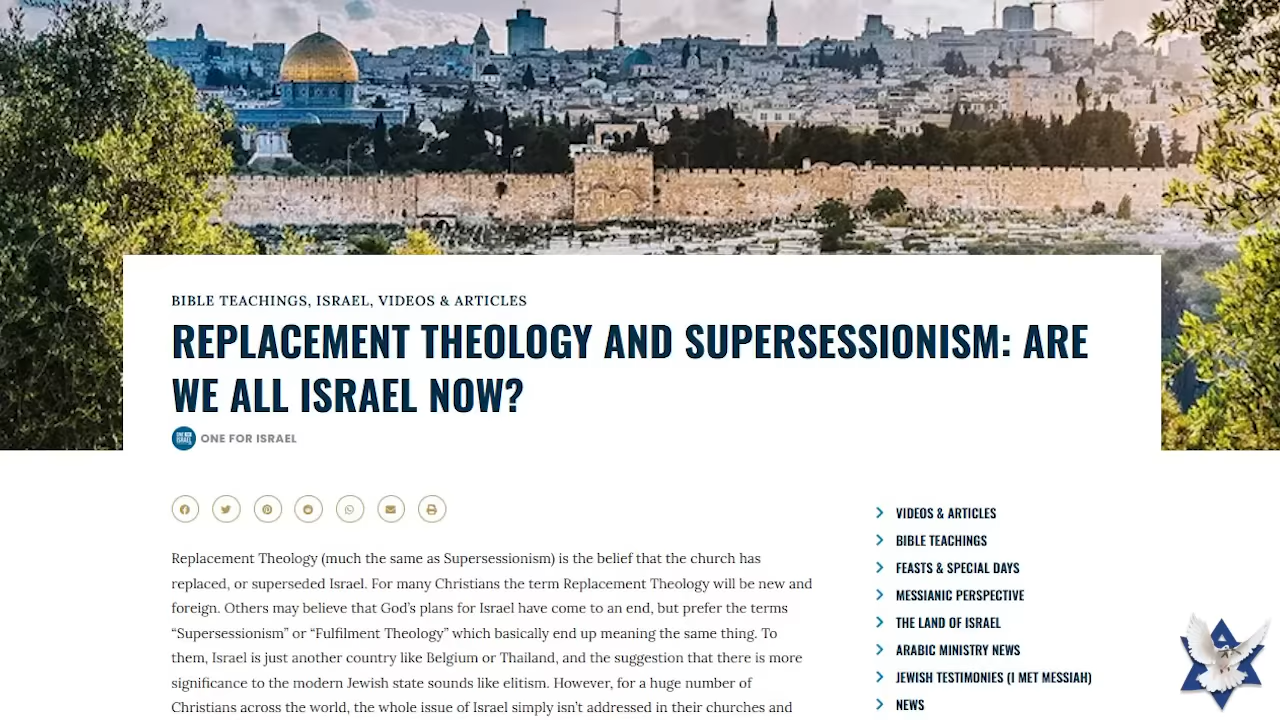 BIBLE TEACHINGS, ISRAEL, VIDEOS & ARTICLES
REPLACEMENT THEOLOGY AND SUPERSESSIONISM: ARE
WE ALL ISRAEL NOW?
ONE FOR ISRAEL
Replacement Theology (much the same as Supersessionism) is the belief that the church has
replaced, or superseded Israel. For many Christians the term Replacement Theology will be new and
foreign. Others may believe that God’s plans for Israel have come to an end, but prefer the terms
“Supersessionism” or “Fulfilment Theology” which basically end up meaning the same thing. To
them, Israel is just another country like Belgium or Thailand, and the suggestion that there is more
significance to the modern Jewish state sounds like elitism. However, for a huge number of
Christians across the world, the whole issue of Israel simply isn’t addressed in their churches and
VIDEOS & ARTICLES
BIBLE TEACHINGS
FEASTS & SPECIAL DAYS
MESSIANIC PERSPECTIVE
THE LAND OF ISRAEL
ARABIC MINISTRY NEWS
JEWISH TESTIMONIES (I MET MESSIAH)
NEWS